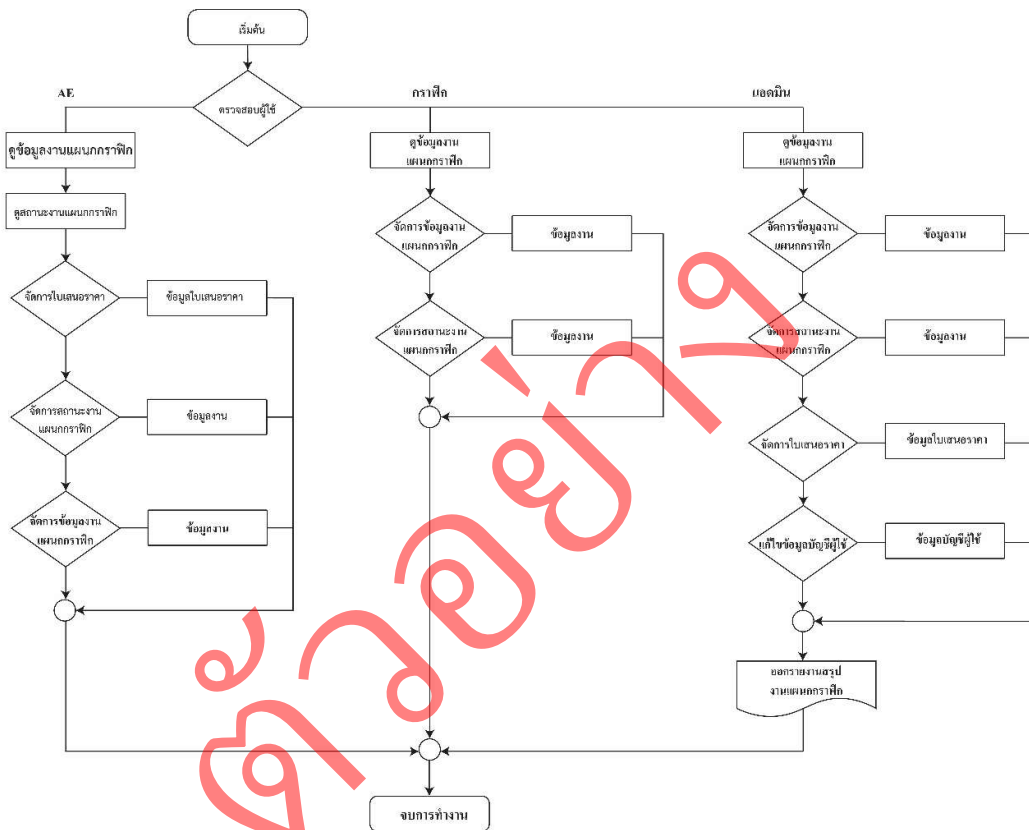 เริ่มต้น
ตรวจสอบผู้ใช้
AE
กราฟิก
แอดมิน
ดูข้อมูลงานแผนกกราฟิก
ดูสถานะงานแผนกกราฟิก
จัดการใบเสนอราคา
ข้อมูลใบเสนอราคา
จัดการสถานะงาน
แผนกกราฟิก
ข้อมูลงาน
จัดการข้อมูลงาน
แผนกกราฟิก
ข้อมูลงาน
ดูข้อมูลงาน
แผนกกราฟิก
จัดการข้อมูลงาน
แผนกกราฟิก
ข้อมูลงาน
จัดการสถานะงาน
แผนกกราฟิก
ข้อมูลงาน
ดูข้อมูลงาน
แผนกกราฟิก
จัดการข้อมูลงาน
แผนกกราฟิก
ข้อมูลงาน
จัดการสถานะงาน
แผนกกราฟิก
ข้อมูลงาน
จัดการใบเสนอราคา
ข้อมูลใบเสนอราคา
แก้ไขข้อมูลบัญชีผู้ใช้
ข้อมูลบัญชีผู้ใช้
ออกรายงานสรุป
งานแผนกกราฟิก
จบการทำงาน
ตัวอย่าง